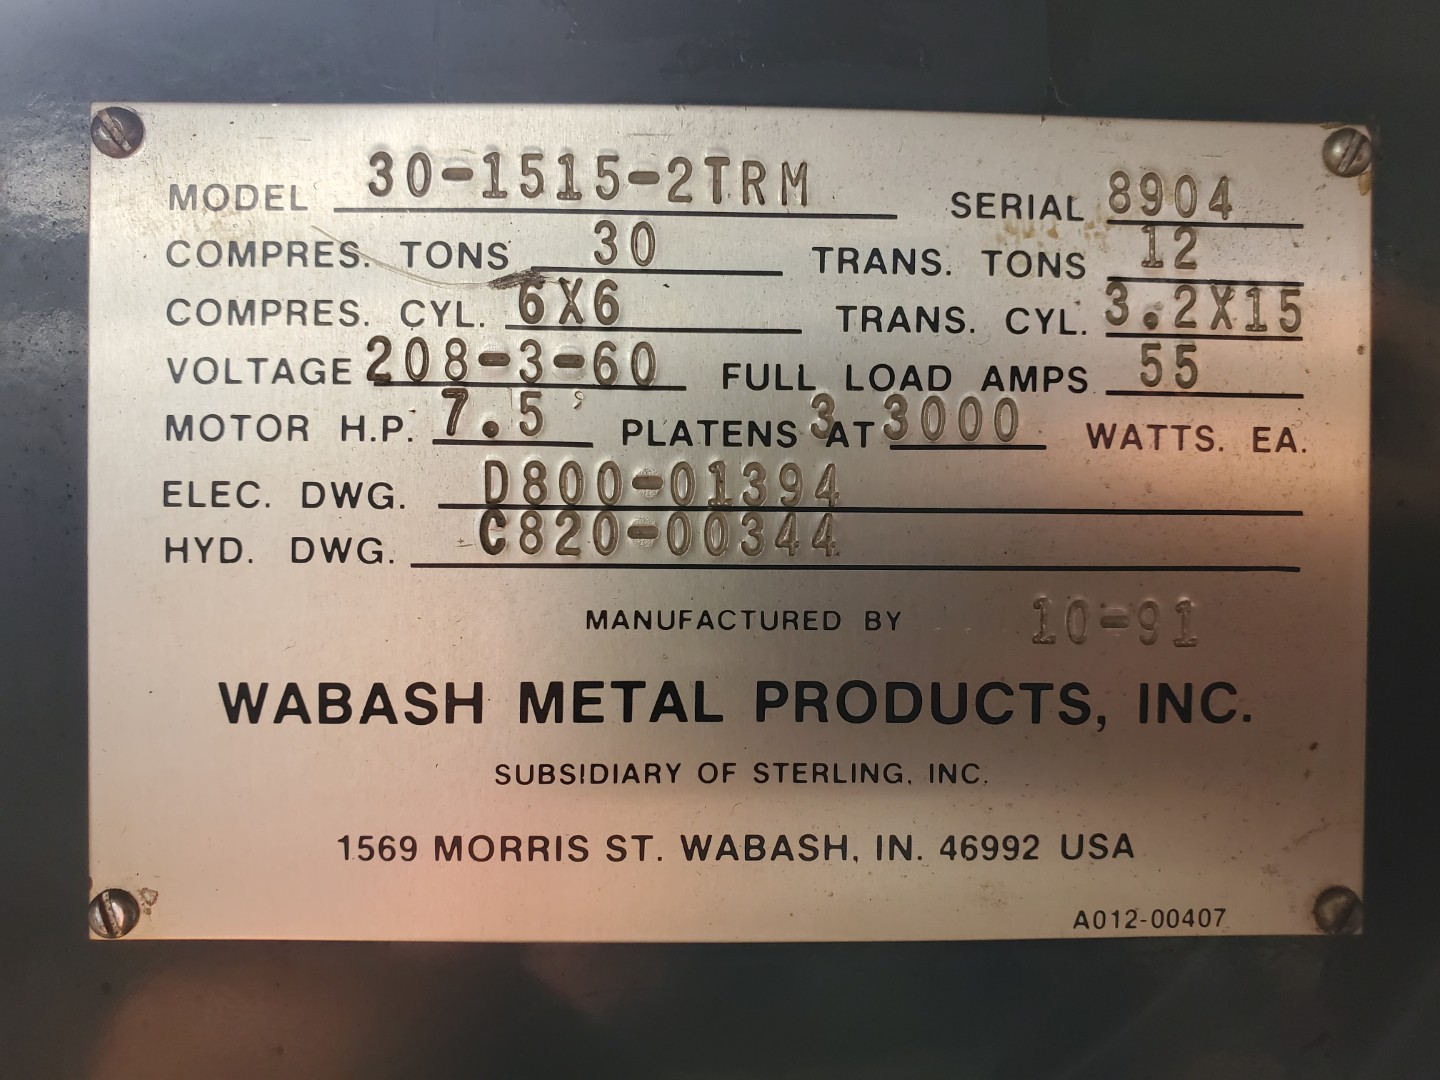 MODEL 30-1515-2TRM SERIAL 8904
COMPRES. TONS 30 TRANS. TONS 12
COMPRES. CYL. 6X6 TRANS. CYL. 3.2X15
VOLTAGE 208-3-60 FULL LOAD AMPS 55
MOTOR H.P. 7.5 PLATENS 3 AT 3000 WATTS. EA.
ELEC. DWG. D800-01394
HYD. DWG. C820-00344
MANUFACTURED BY 10-91
WABASH METAL PRODUCTS, INC.
SUBSIDIARY OF STERLING, INC.
1569 MORRIS ST. WABASH, IN. 46992 USA
A012-00407